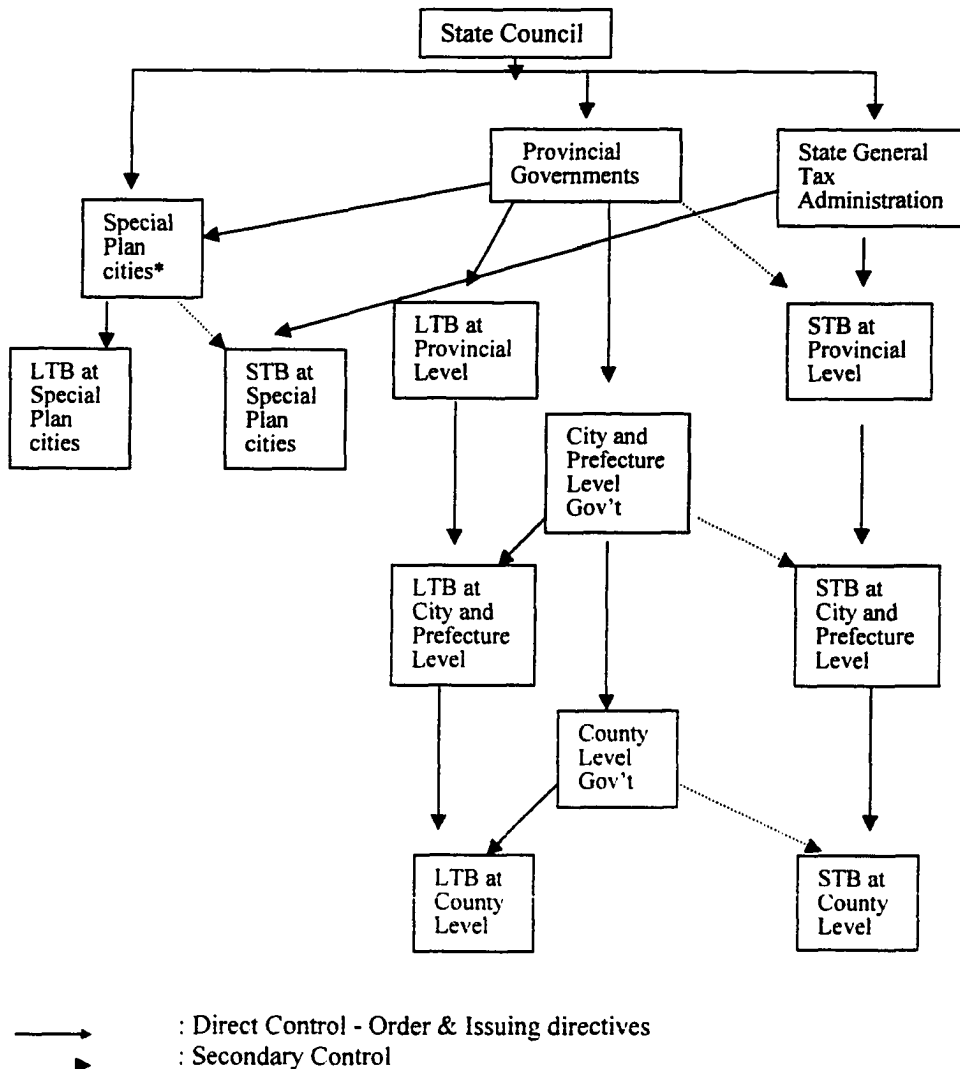 State Council
Provincial
Governments
State General
Tax
Administration
Special
Plan
cities*
LTB at
Special
Plan
cities
STB at
Special
Plan
cities
LTB at
Provincial
Level
STB at
Provincial
Level
City and
Prefecture
Level
Gov't
LTB at
City and
Prefecture
Level
STB at
City and
Prefecture
Level
County
Level
Gov't
LTB at
County
Level
STB at
County
Level
: Direct Control - Order & Issuing directives
: Secondary Control